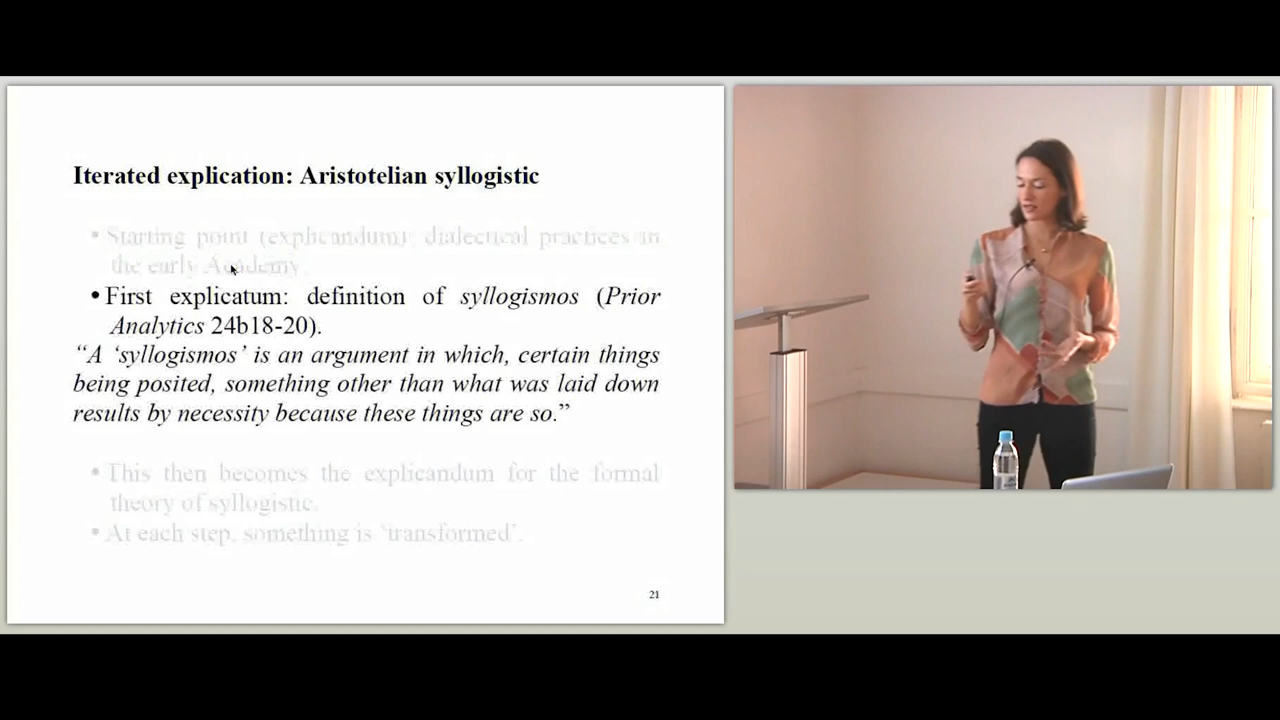 Iterated explication: Aristotelian syllogistic
• Starting point (explicandum): dialectical practices in
the early Academy.
• First explicatum: definition of syllogismos (Prior
Analytics 24b18-20).
“A ‘syllogismos’ is an argument in which, certain things
being posited, something other than what was laid down
results by necessity because these things are so.”
• This then becomes the explicandum for the formal
theory of syllogistic.
• At each step, something is ‘transformed’.
21